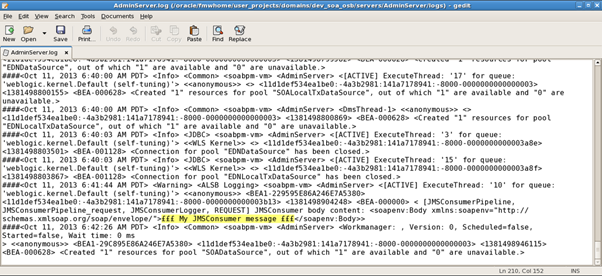 AdminServer.log (/oracle/fmwhome/user_projects/domains/dev_soa_osb/servers/AdminServer/logs) - gedit
File Edit View Search Tools Documents Help
New Open Save Print... Undo Redo Cut Copy Paste Find Replace
AdminServer.log
"EDNDataSource", out of which "1" are available and "0" are unavailable.>
####<Oct 11, 2013 6:40:00 AM PDT> <Info> <Common> <soabpm-vm> <AdminServer> <[ACTIVE] ExecuteThread: '17' for queue:
'weblogic.kernel.Default (self-tuning)'> <<anonymous>> <> <11d1def534ea1be0:-4a3b2981:141a7178941:-8000-0000000000000003>
<1381498800155> <BEA-000628> <Created "1" resources for pool "SOALocalTxDataSource", out of which "1" are available and "0" are
unavailable.>
####<Oct 11, 2013 6:40:00 AM PDT> <Info> <Common> <soabpm-vm> <AdminServer> <DmsThread-1> <<anonymous>> <>
<11d1def534ea1be0:-4a3b2981:141a7178941:-8000-0000000000000003> <1381498800869> <BEA-000628> <Created "1" resources for pool
"EDNLocalTxDataSource", out of which "1" are available and "0" are unavailable.>
####<Oct 11, 2013 6:40:03 AM PDT> <Info> <JDBC> <soabpm-vm> <AdminServer> <[ACTIVE] ExecuteThread: '3' for queue:
'weblogic.kernel.Default (self-tuning)'> <<WLS Kernel>> <> <11d1def534ea1be0:-4a3b2981:141a7178941:-8000-0000000000003a8e>
<1381498803501> <BEA-001128> <Connection for pool "EDNDataSource" has been closed.>
####<Oct 11, 2013 6:40:03 AM PDT> <Info> <JDBC> <soabpm-vm> <AdminServer> <[ACTIVE] ExecuteThread: '15' for queue:
'weblogic.kernel.Default (self-tuning)'> <<WLS Kernel>> <> <11d1def534ea1be0:-4a3b2981:141a7178941:-8000-0000000000003a8f>
<1381498803867> <BEA-001128> <Connection for pool "EDNLocalTxDataSource" has been closed.>
####<Oct 11, 2013 6:41:44 AM PDT> <Warning> <ALSB Logging> <soabpm-vm> <AdminServer> <[ACTIVE] ExecuteThread: '10' for queue:
'weblogic.kernel.Default (self-tuning)'> <<anonymous>> <BEA1-229595E86A246E7A5380>
<11d1def534ea1be0:-4a3b2981:141a7178941:-8000-0000000000003b13> <1381498904248> <BEA-000000> < [JMSConsumerPipeline,
JMSConsumerPipeline_request, JMSConsumerLogger, REQUEST] JMSConsumer body content: <soapenv:Body xmlns:soapenv="http://
schemas.xmlsoap.org/soap/envelope/">£££ My JMSConsumer message £££</soapenv:Body>>
####<Oct 11, 2013 6:42:26 AM PDT> <Info> <Common> <soabpm-vm> <AdminServer> <Workmanager: , Version: 0, Scheduled=false,
Started=false, Wait time: 0 ms
> <<anonymous>> <BEA1-29C895E86A246E7A5380> <11d1def534ea1be0:-4a3b2981:141a7178941:-8000-0000000000000003> <1381498946115>
<BEA-000628> <Created "1" resources for pool "SOADataSource", out of which "1" are available and "0" are unavailable.>
Ln 210, Col 152 INS